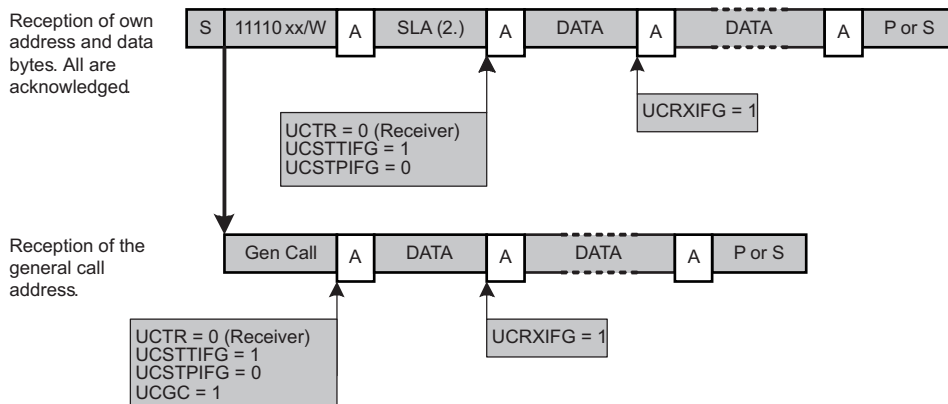 Reception of own
address and data
bytes. All are
acknowledged.
S 11110 xx/W A SLA (2.) A DATA A DATA A P or S
UCRXIFG = 1
UCTR = 0 (Receiver)
UCSTTIFG = 1
UCSTPIFG = 0
Reception of the
general call
address.
Gen Call A DATA A DATA A P or S
UCTR = 0 (Receiver)
UCSTTIFG = 1
UCSTPIFG = 0
UCGC = 1
UCRXIFG = 1